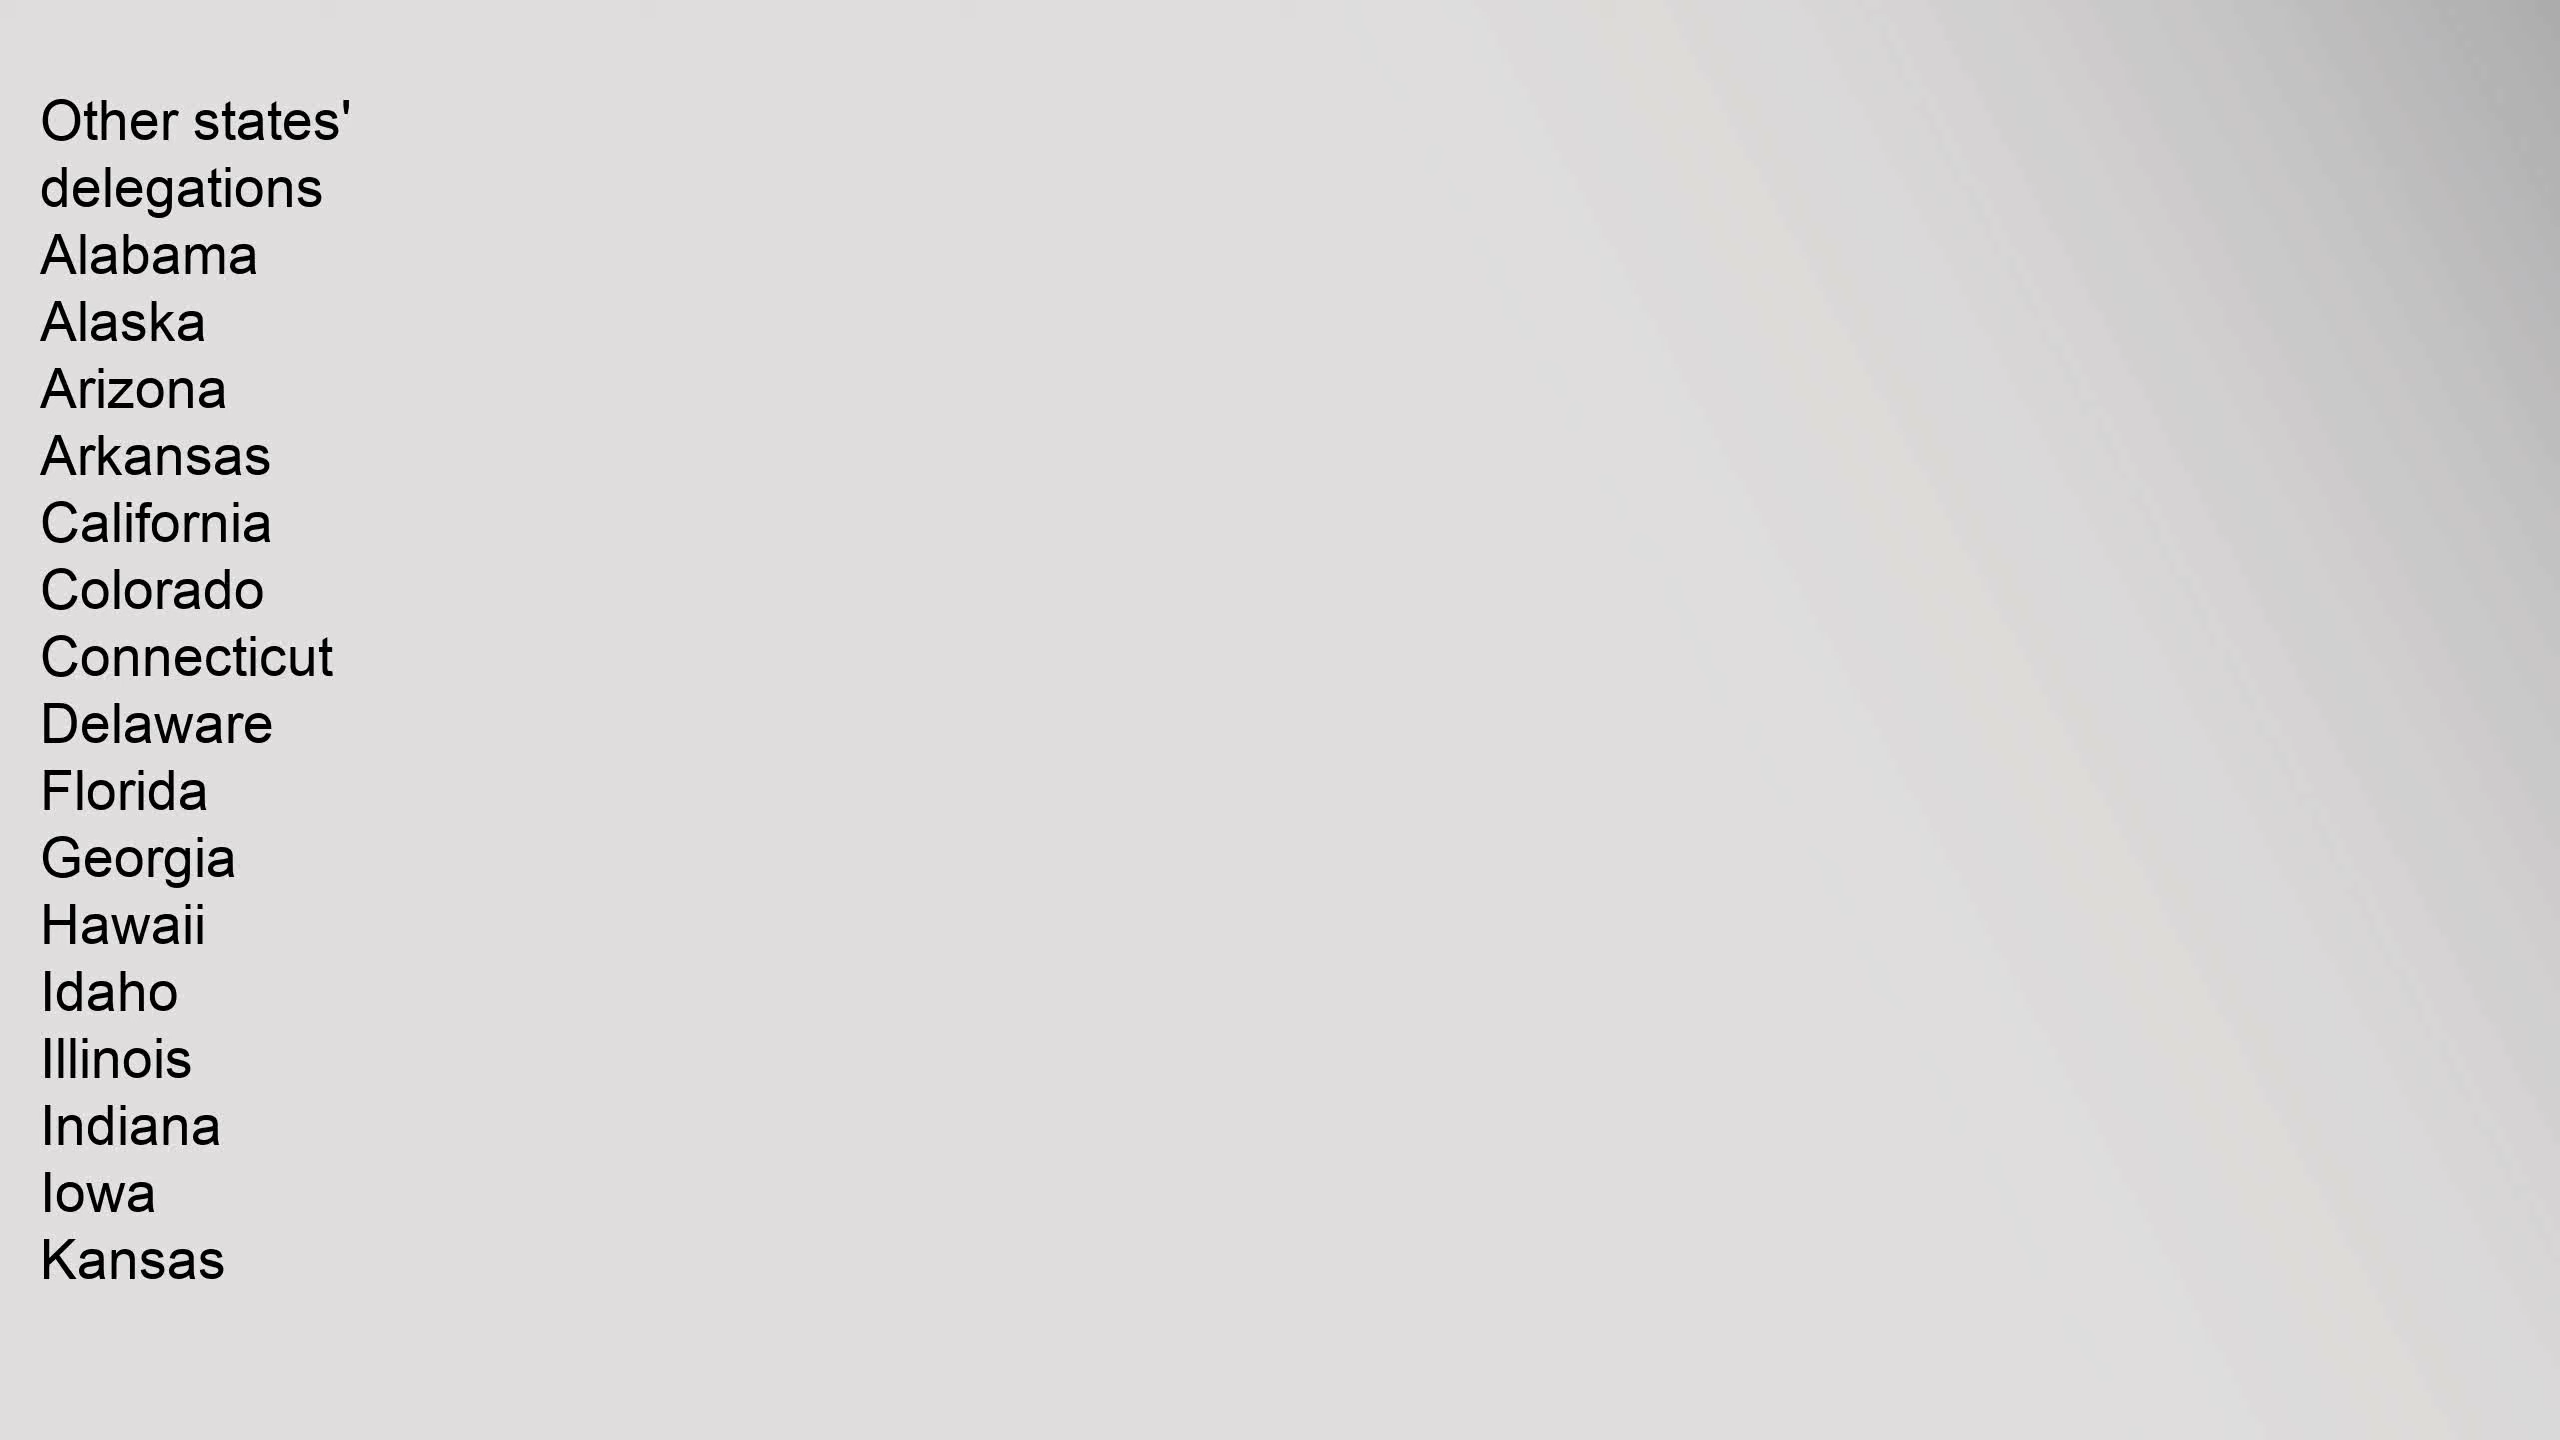 Other states'
delegations
Alabama
Alaska
Arizona
Arkansas
California
Colorado
Connecticut
Delaware
Florida
Georgia
Hawaii
Idaho
Illinois
Indiana
Iowa
Kansas